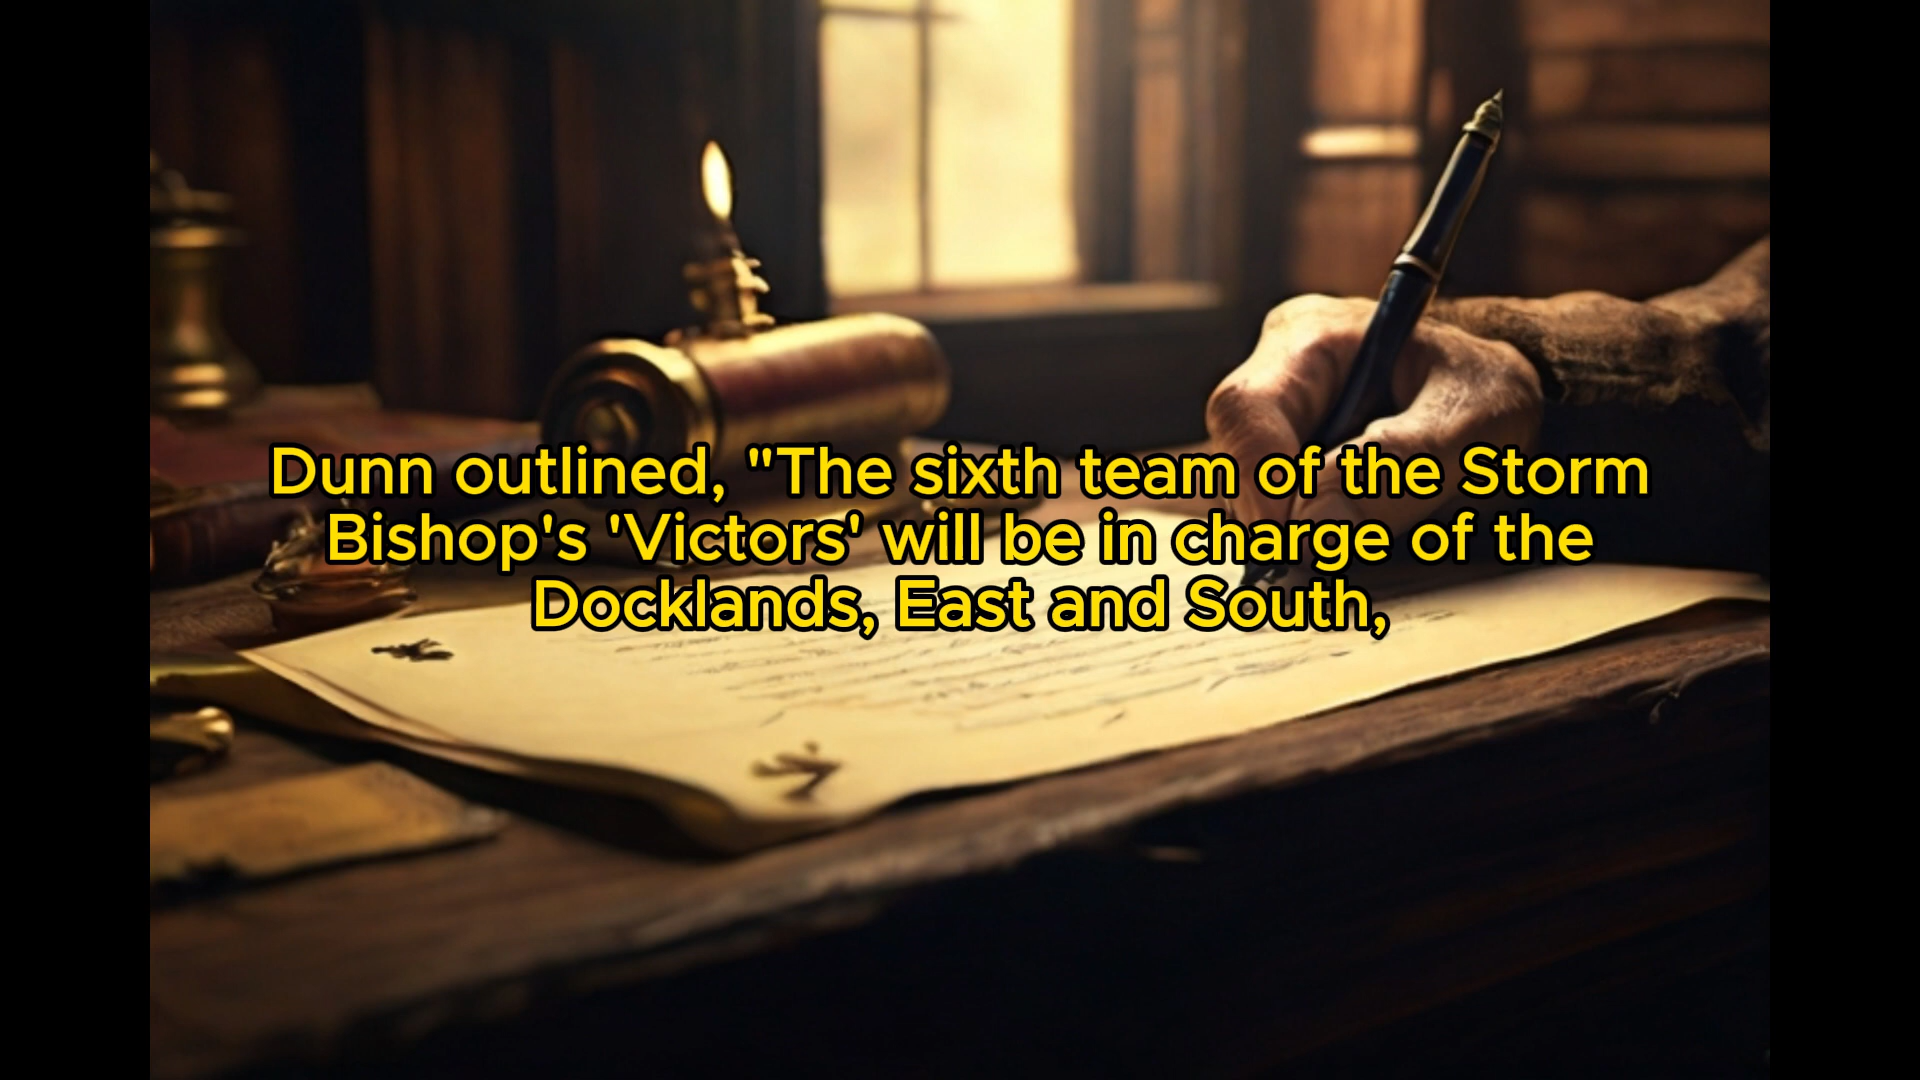 Dunn outlined, "The sixth team of the Storm
Bishop's 'Victors' will be in charge of the
Docklands, East and South,